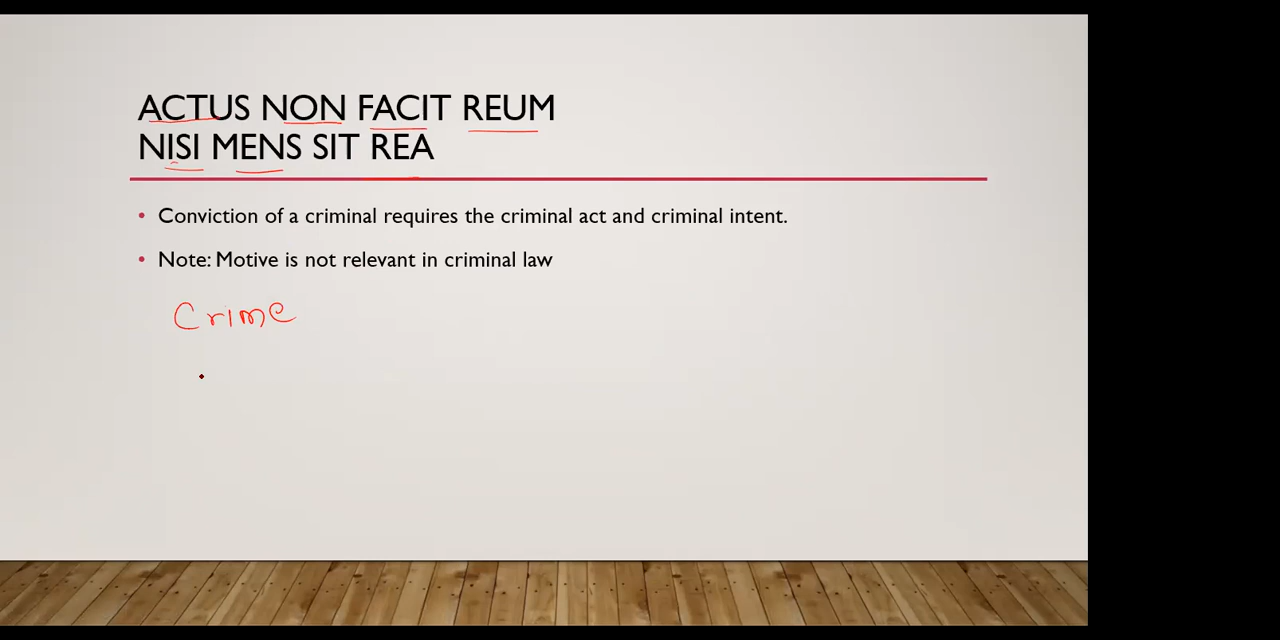 ACTUS NON FACIT REUM
NISI MENS SIT REA
• Conviction of a criminal requires the criminal act and criminal intent.
• Note: Motive is not relevant in criminal law
Crime